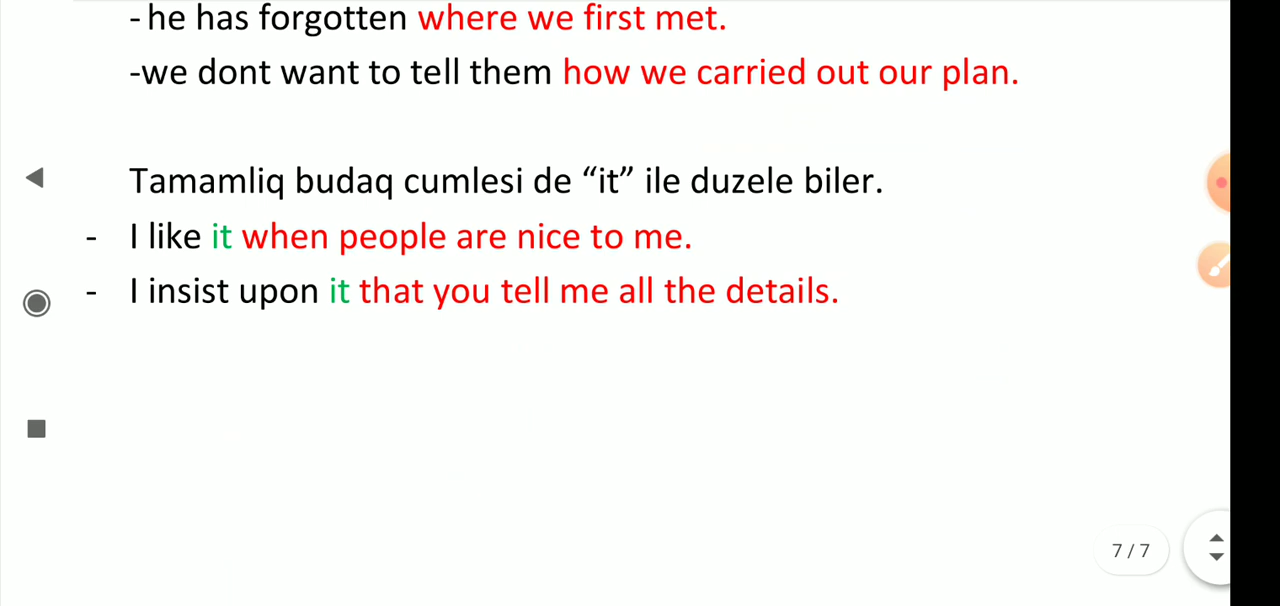 - he has forgotten where we first met.
-we dont want to tell them how we carried out our plan.
Tamamliq budaq cumlesi de “it” ile duzele biler.
- I like it when people are nice to me.
- I insist upon it that you tell me all the details.
7 / 7